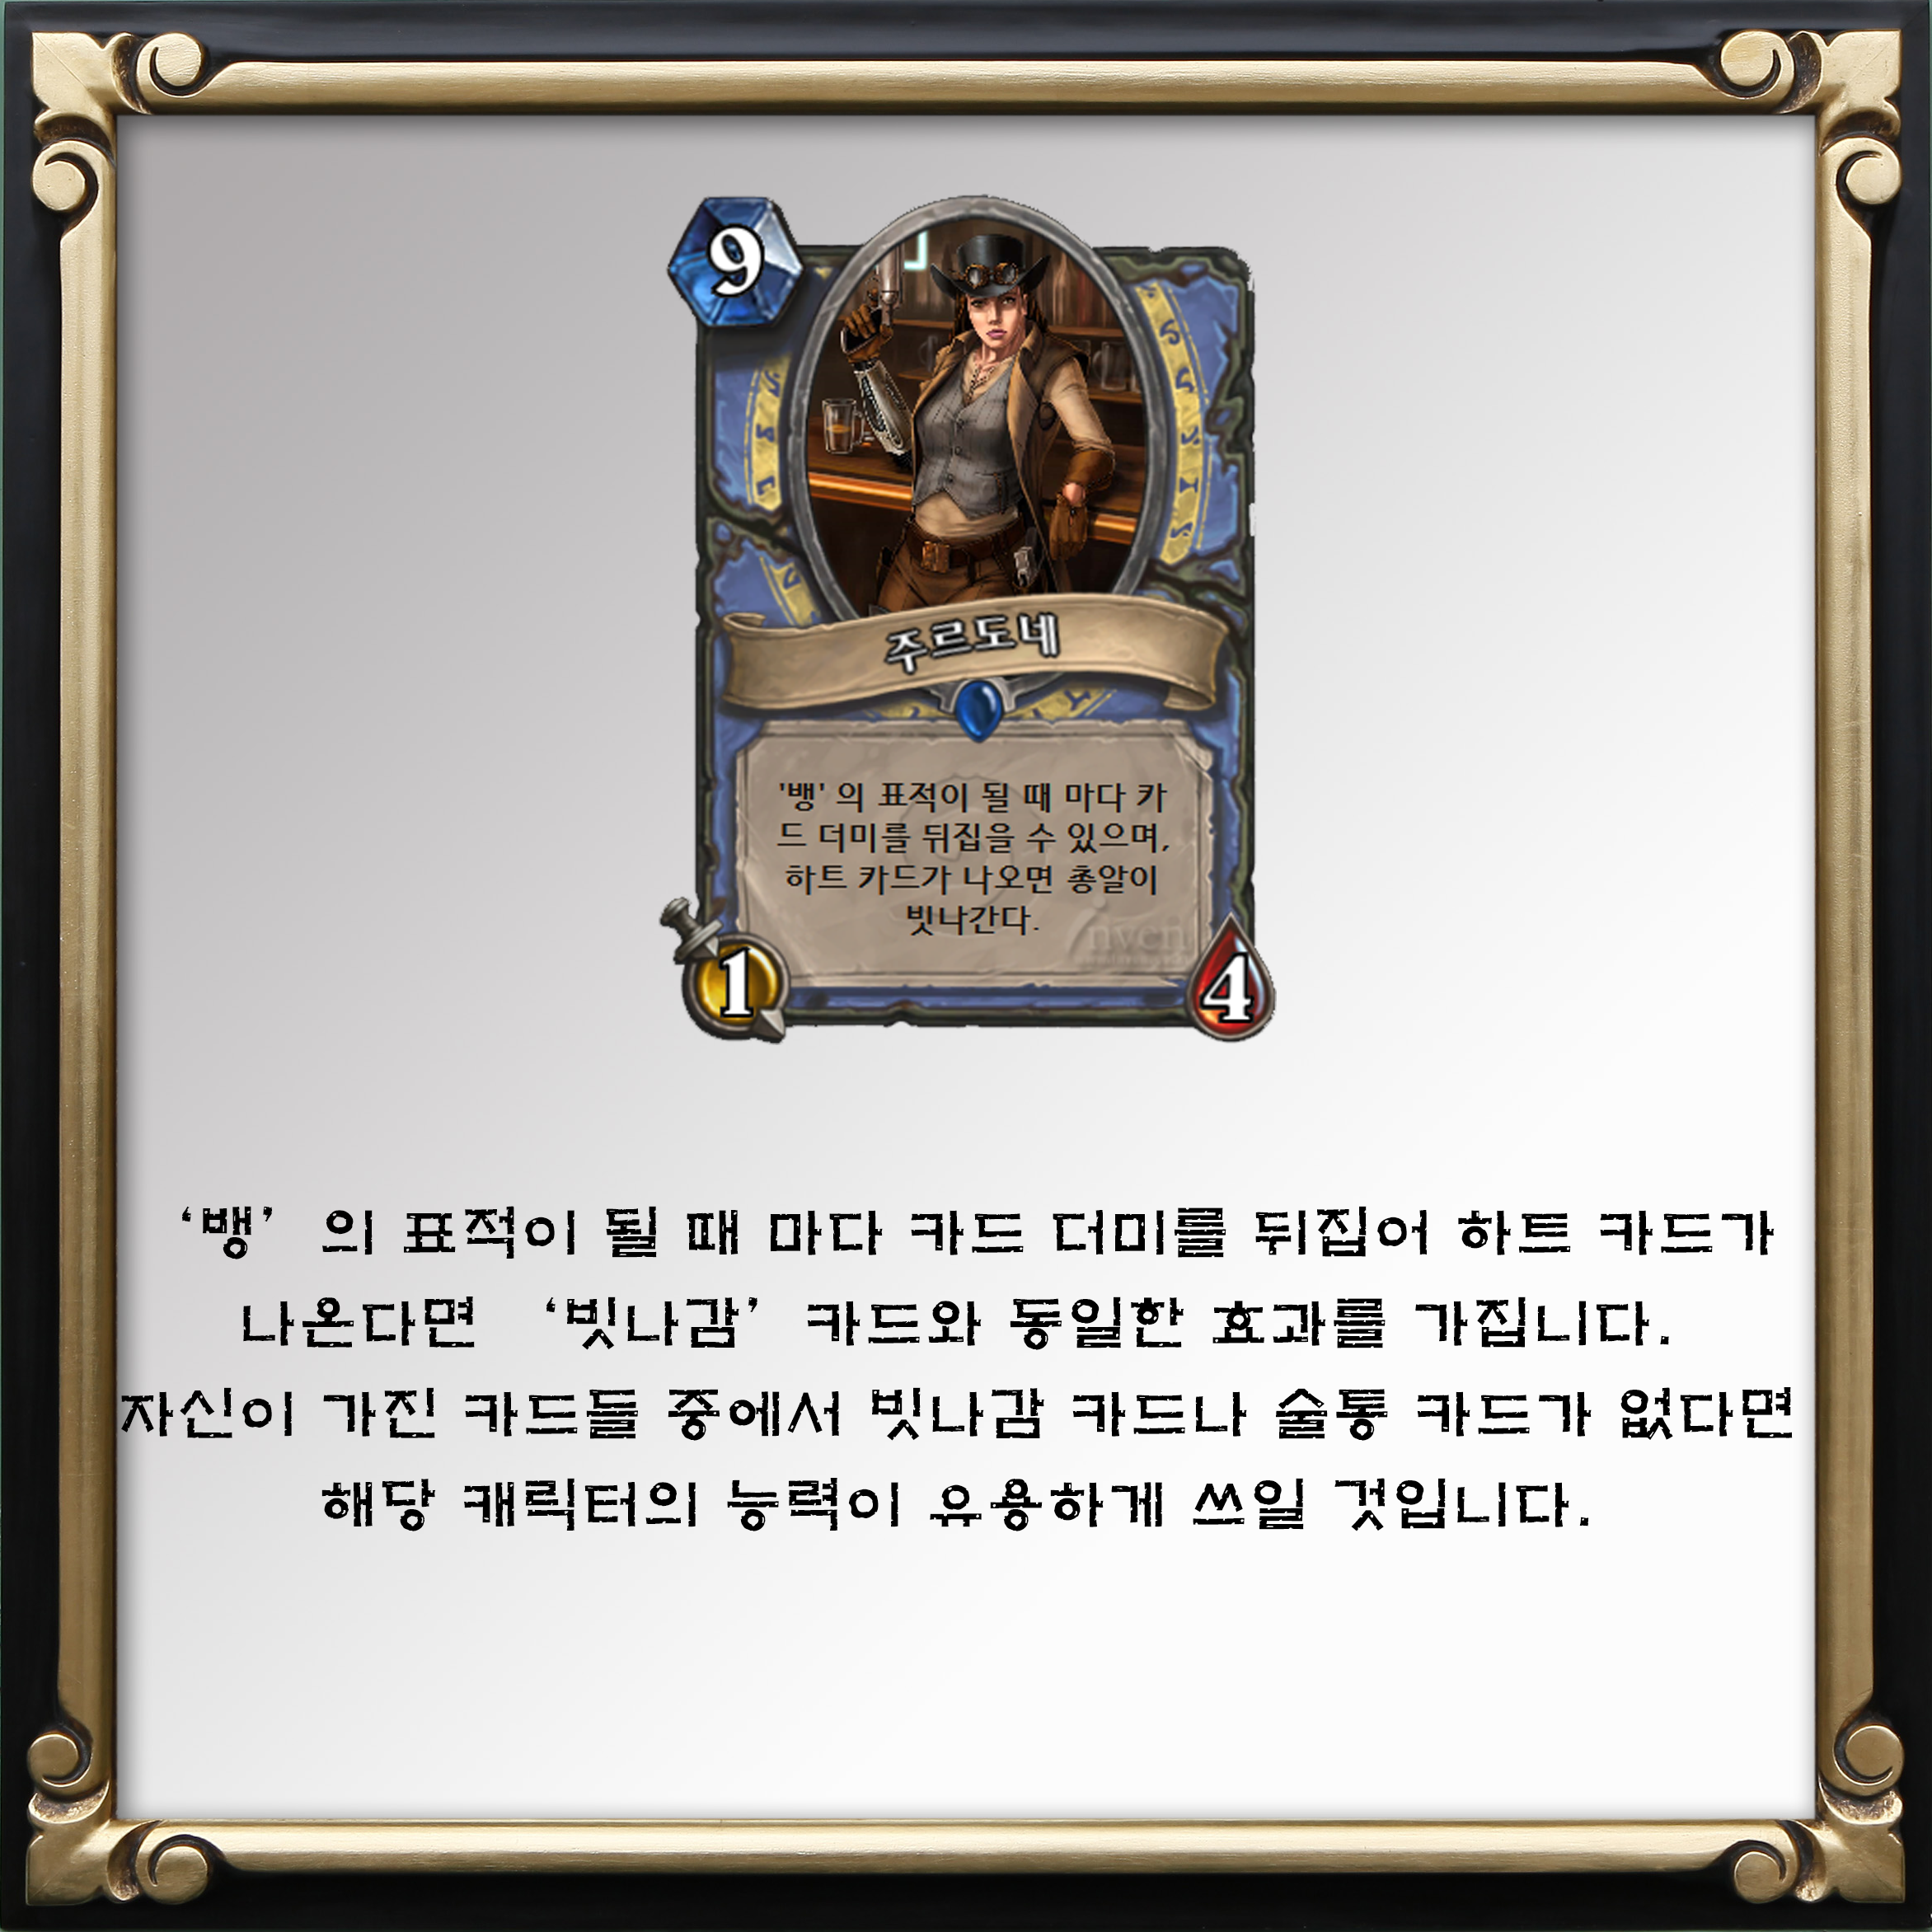 9
주르도네
'뱅' 의 표적이 될 때 마다 카
드 더미를 뒤집을 수 있으며,
하트 카드가 나오면 총알이
빗나간다.
inven
1
4
‘뱅’ 의 표적이 될 때 마다 카드 더미를 뒤집어 하트 카드가
나온다면 ‘빗나감’ 카드와 동일한 효과를 가집니다.
자신이 가진 카드들 중에서 빗나감 카드나 술통 카드가 없다면
해당 캐릭터의 능력이 유용하게 쓰일 것입니다.